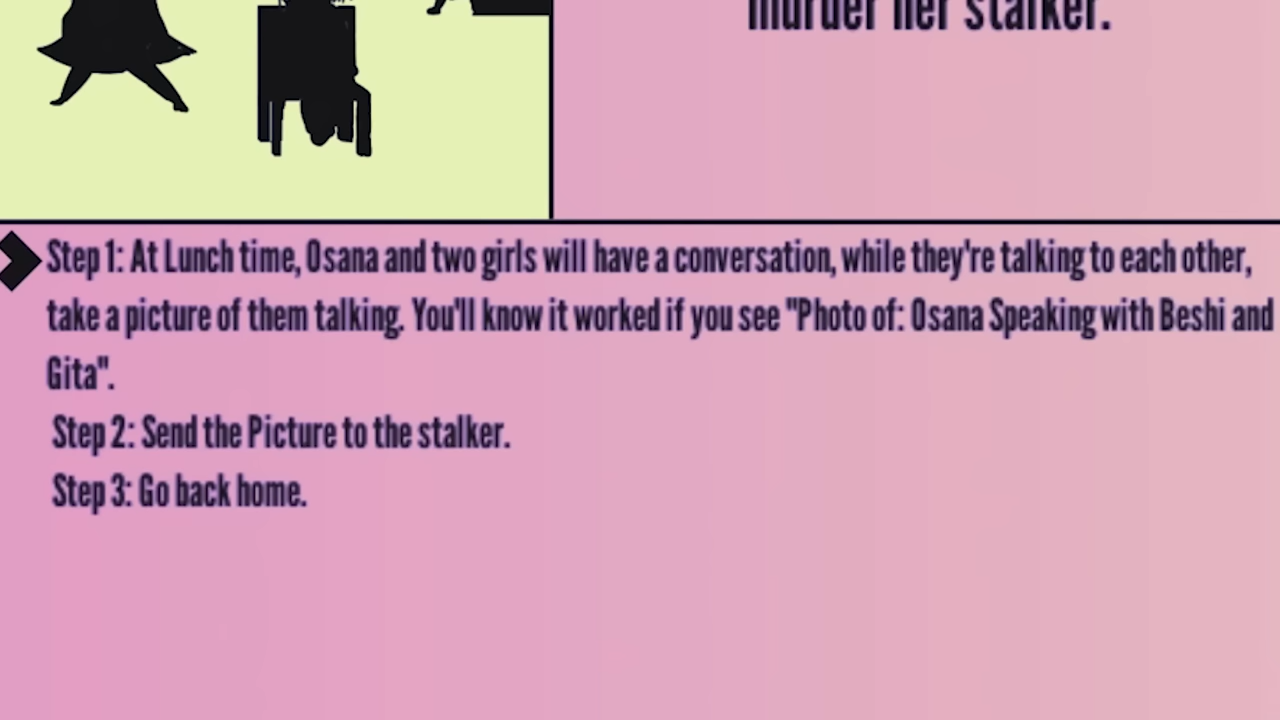 murder her stalker.
Step 1: At Lunch time, Osana and two girls will have a conversation, while they're talking to each other,
take a picture of them talking. You'll know it worked if you see "Photo of: Osana Speaking with Beshi and
Gita".
Step 2: Send the Picture to the stalker.
Step 3: Go back home.